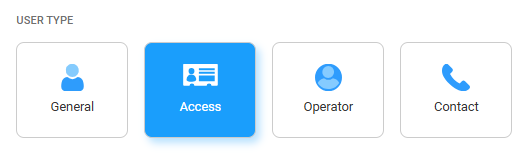 USER TYPE
General
Access
Operator
Contact